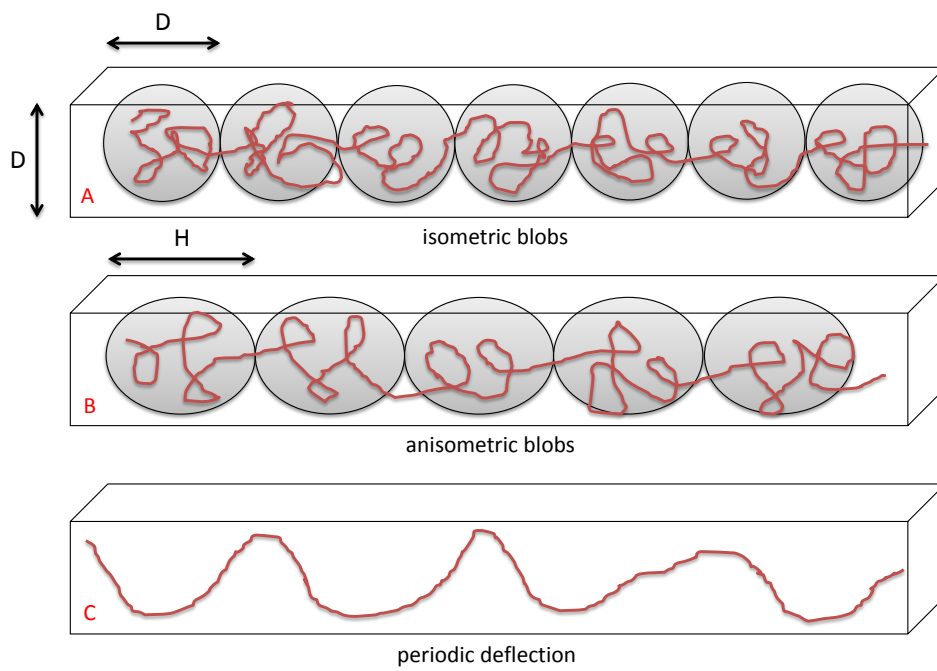 D
D
A
isometric blobs
H
B
anisometric blobs
C
periodic deflection